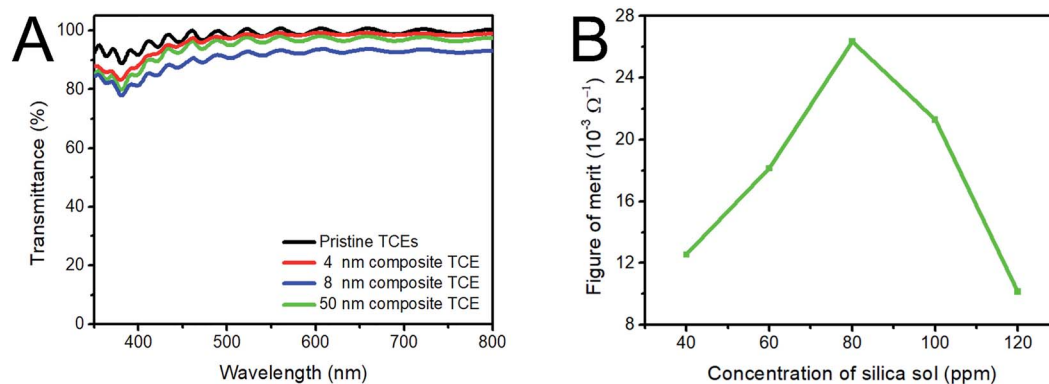 A
Transmittance (%)
100
80
60
40
20
0
400
500
600
700
800
Wavelength (nm)
Pristine TCEs
4 nm composite TCE
8 nm composite TCE
50 nm composite TCE
B
Figure of merit (10⁻³ Ω⁻¹)
28
24
20
16
12
8
40
60
80
100
120
Concentration of silica sol (ppm)